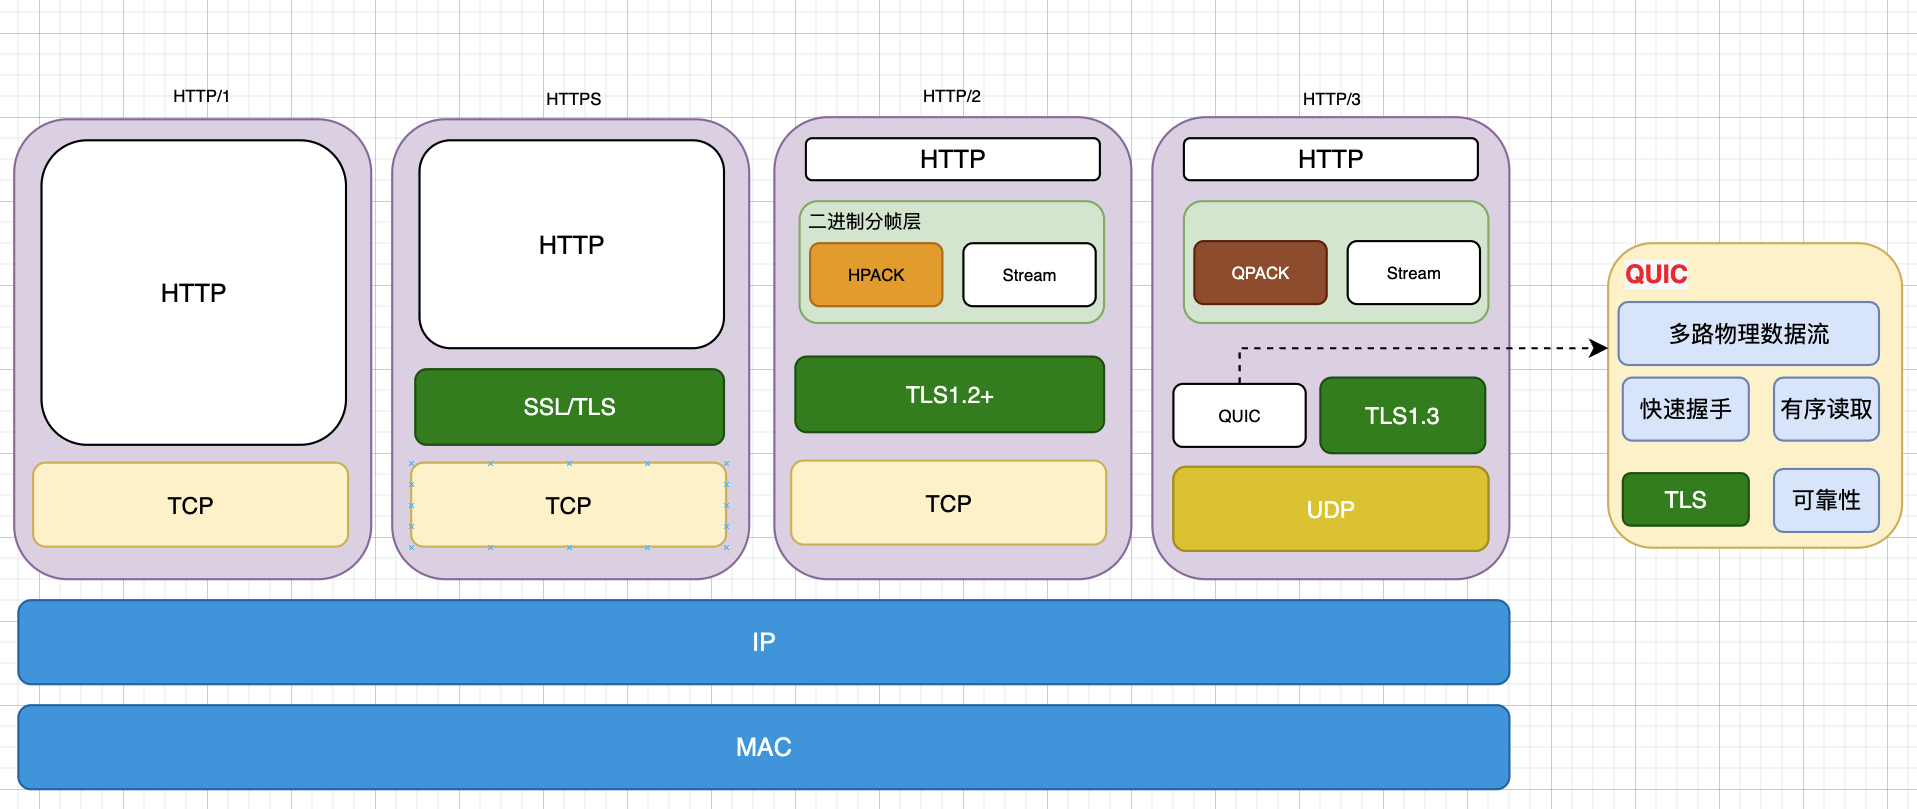 HTTP/1
HTTP
TCP
HTTPS
HTTP
SSL/TLS
TCP
HTTP/2
HTTP
二进制分帧层
HPACK
Stream
TLS1.2+
TCP
HTTP/3
HTTP
QPACK
Stream
QUIC
TLS1.3
UDP
QUIC
多路物理数据流
快速握手
有序读取
TLS
可靠性
IP
MAC